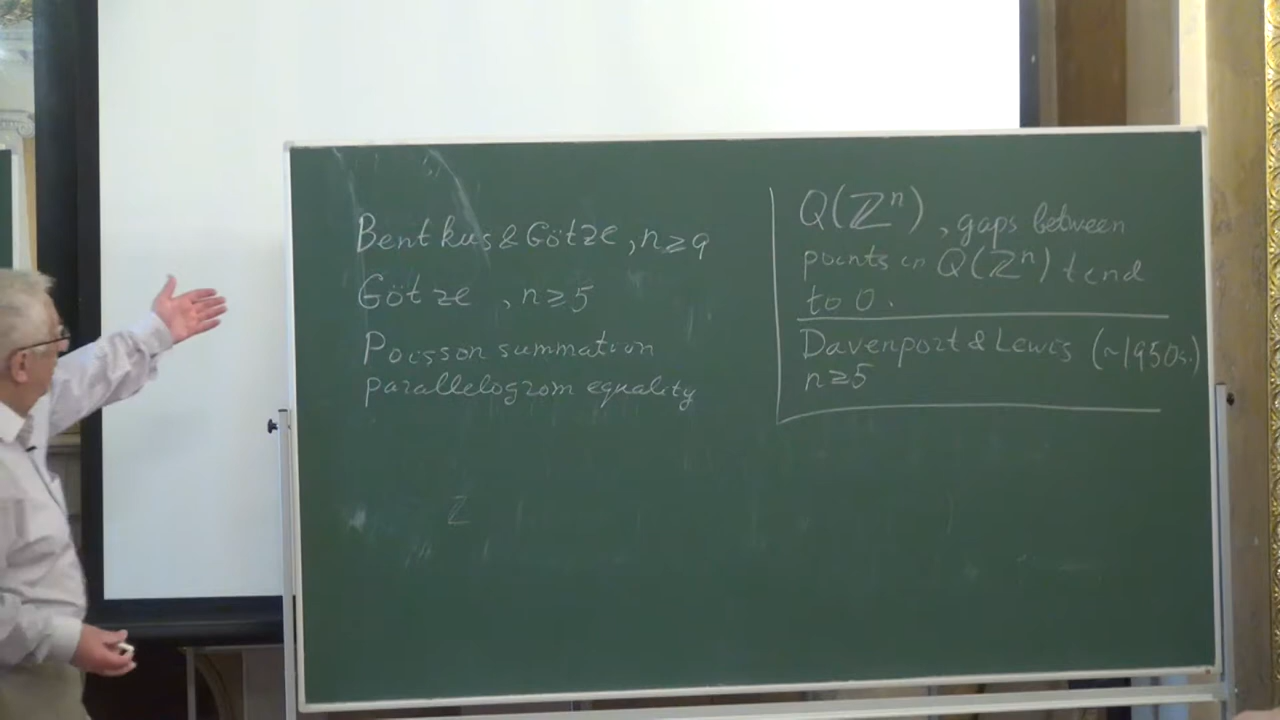 Bentkus & Götze, n ≥ 9
Götze , n ≥ 5
Poisson summation
parallelogram equality
Z
Q(ℤⁿ) , gaps between
points in Q(ℤⁿ) tend
to 0.
Davenport & Lewis (~1950s.)
n ≥ 5